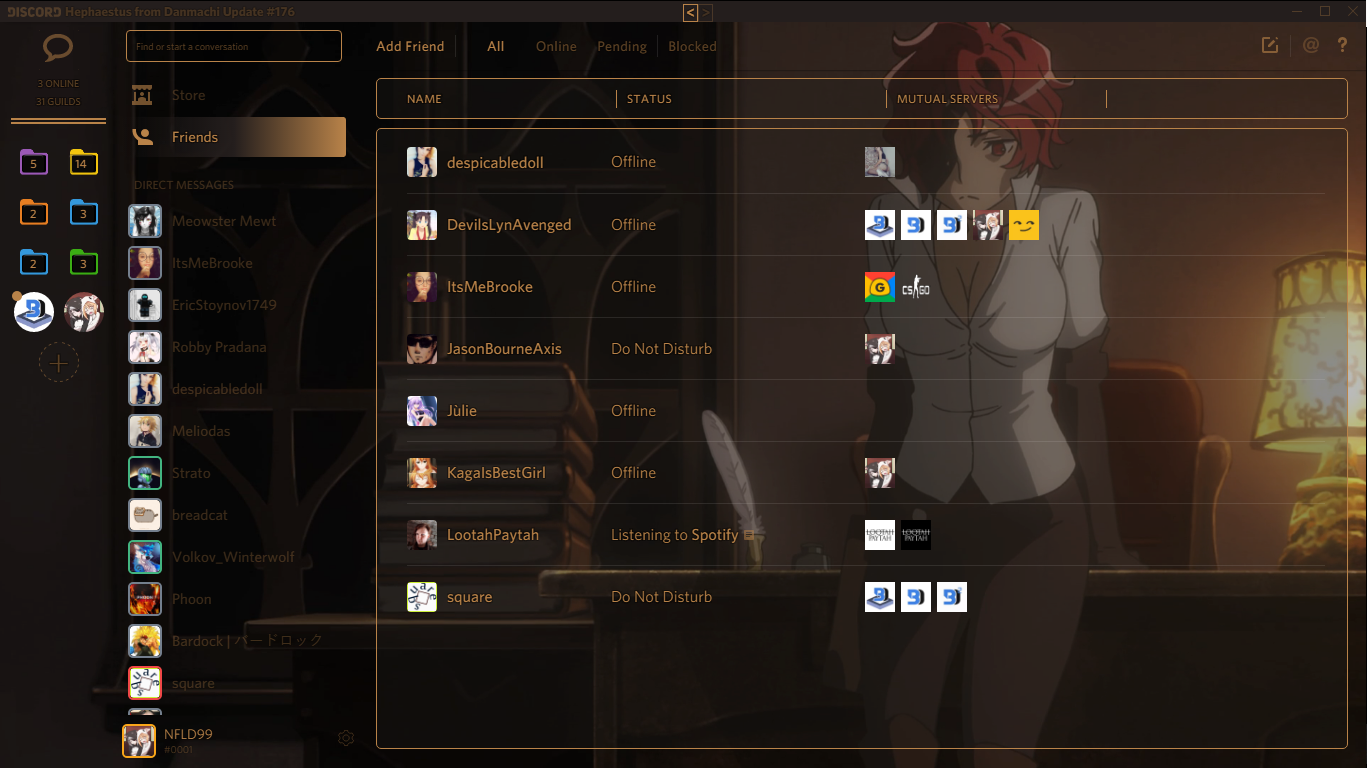 DISCORD Hephaestus from Danmachi Update #176
< >
3 ONLINE
31 GUILDS
5
14
2
3
2
3
Find or start a conversation
Store
Friends
DIRECT MESSAGES
Meowster Mewt
ItsMeBrooke
EricStoynov1749
Robby Pradana
despicabledoll
Meliodas
Strato
breadcat
Volkov_Winterwolf
Phoon
Bardock | バードロック
square
NFLD99
#0001
Add Friend All Online Pending Blocked
@ ?
NAME STATUS MUTUAL SERVERS
despicabledoll Offline
DevilsLynAvenged Offline
ItsMeBrooke Offline G CS GO
JasonBourneAxis Do Not Disturb
Jùlie Offline
KagaIsBestGirl Offline
LootahPaytah Listening to Spotify LOOTAH PAYTAH LOOTAH PAYTAH
square Do Not Disturb